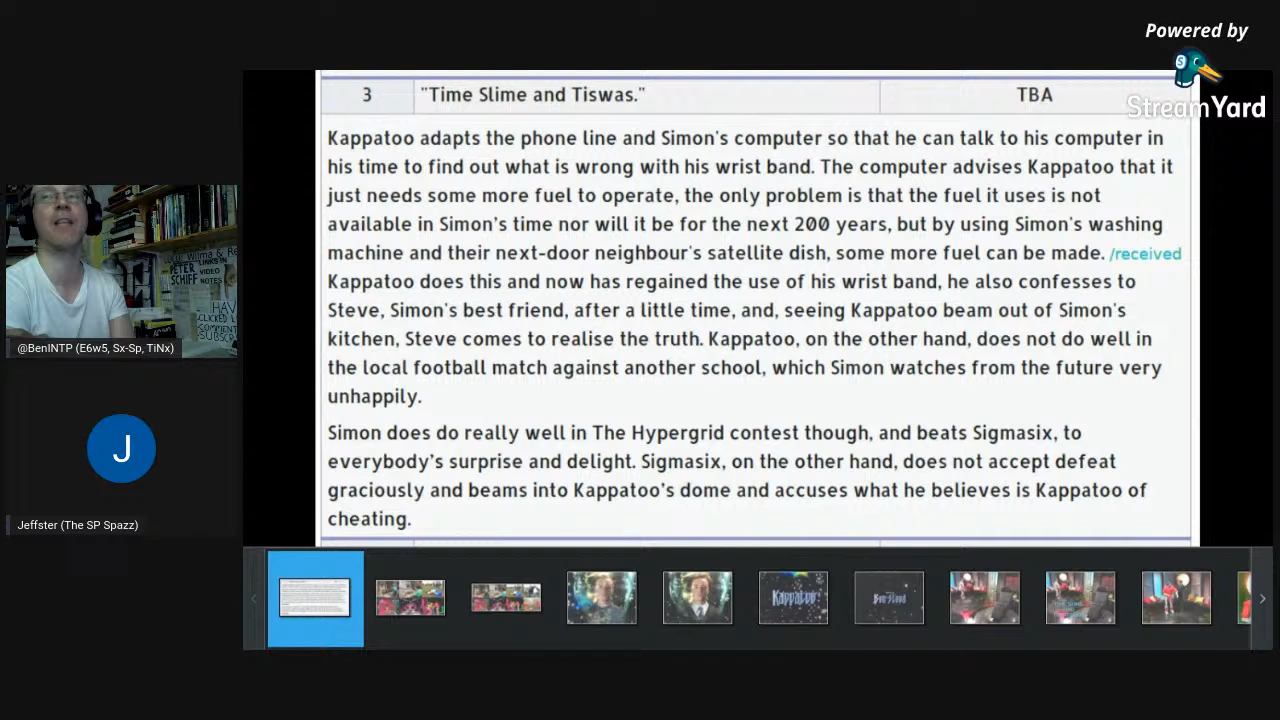 Powered by
StreamYard
3 "Time Slime and Tiswas." TBA
Kappatoo adapts the phone line and Simon's computer so that he can talk to his computer in
his time to find out what is wrong with his wrist band. The computer advises Kappatoo that it
just needs some more fuel to operate, the only problem is that the fuel it uses is not
available in Simon's time nor will it be for the next 200 years, but by using Simon's washing
machine and their next-door neighbour's satellite dish, some more fuel can be made. /received
Kappatoo does this and now has regained the use of his wrist band, he also confesses to
Steve, Simon's best friend, after a little time, and, seeing Kappatoo beam out of Simon's
kitchen, Steve comes to realise the truth. Kappatoo, on the other hand, does not do well in
the local football match against another school, which Simon watches from the future very
unhappily.
Simon does do really well in The Hypergrid contest though, and beats Sigmasix, to
everybody's surprise and delight. Sigmasix, on the other hand, does not accept defeat
graciously and beams into Kappatoo's dome and accuses what he believes is Kappatoo of
cheating.
PETER
SCHIFF
LINKS IN
VIDEO
NOTES
HAVE
CLICKED
@BenINTP (E6w5, Sx-Sp, TiNx)
J
Jeffster (The SP Spazz)
Kappatoo